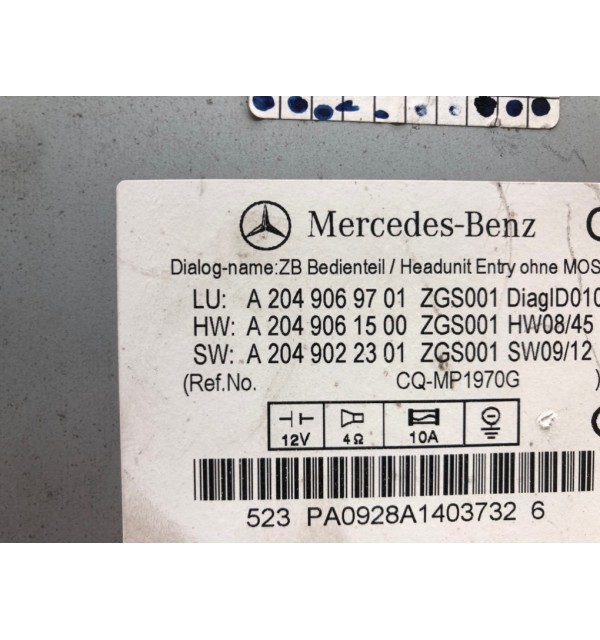 Mercedes-Benz
Dialog-name:ZB Bedienteil / Headunit Entry ohne MOS
LU: A 204 906 97 01 ZGS001 DiagID010
HW: A 204 906 15 00 ZGS001 HW08/45
SW: A 204 902 23 01 ZGS001 SW09/12
(Ref.No. CQ-MP1970G )
12V 4Ω 10A
523 PA0928A1403732 6